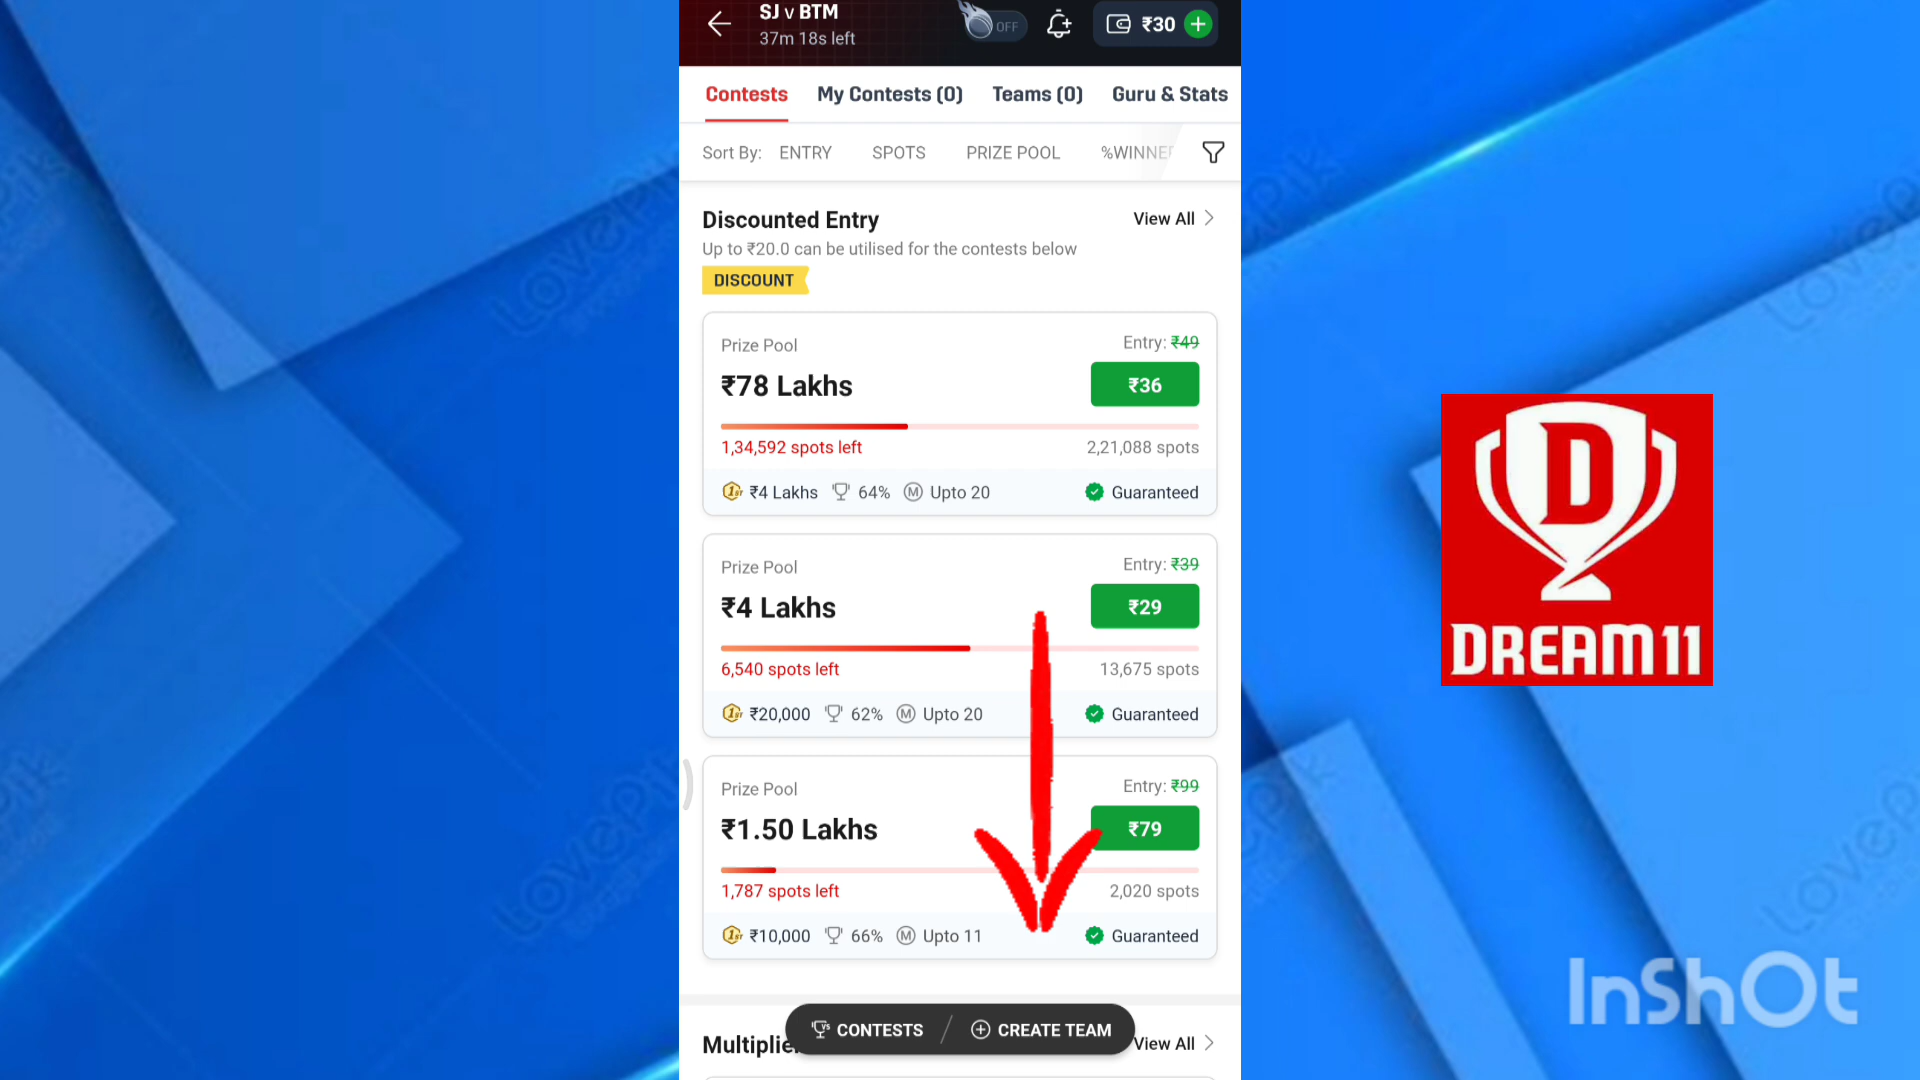 SJ v BTM
37m 18s left
OFF
₹30
Contests
My Contests (0)
Teams (0)
Guru & Stats
Sort By:
ENTRY
SPOTS
PRIZE POOL
Discounted Entry
View All
Up to ₹20.0 can be utilised for the contests below
DISCOUNT
Prize Pool
Entry: ₹49
₹78 Lakhs
₹36
1,34,592 spots left
2,21,088 spots
1ST ₹4 Lakhs
64%
M Upto 20
Guaranteed
Prize Pool
Entry: ₹39
₹4 Lakhs
₹29
6,540 spots left
13,675 spots
1ST ₹20,000
62%
M Upto 20
Guaranteed
Prize Pool
Entry: ₹99
₹1.50 Lakhs
₹79
1,787 spots left
2,020 spots
1ST ₹10,000
66%
M Upto 11
Guaranteed
CONTESTS
CREATE TEAM
View All
D
DREAM11
InShOt
LovePik
LovePik